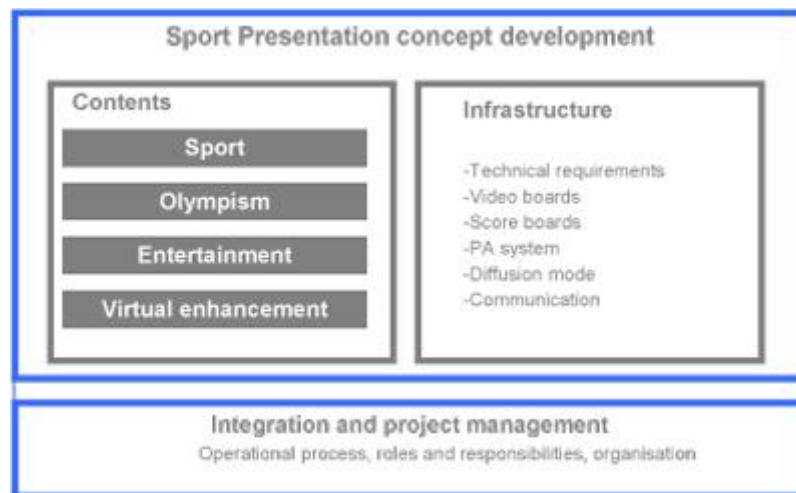 Sport Presentation concept development
Contents
Sport
Olympism
Entertainment
Virtual enhancement
Infrastructure
-Technical requirements
-Video boards
-Score boards
-PA system
-Diffusion mode
-Communication
Integration and project management
Operational process, roles and responsibilities, organisation